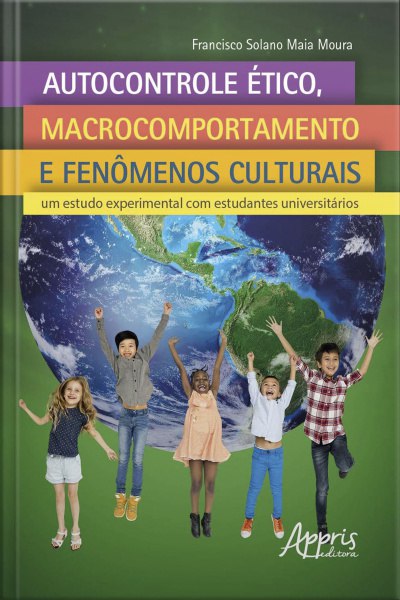 Francisco Solano Maia Moura
AUTOCONTROLE ÉTICO,
MACROCOMPORTAMENTO
E FENÔMENOS CULTURAIS
um estudo experimental com estudantes universitários
Appris
editora